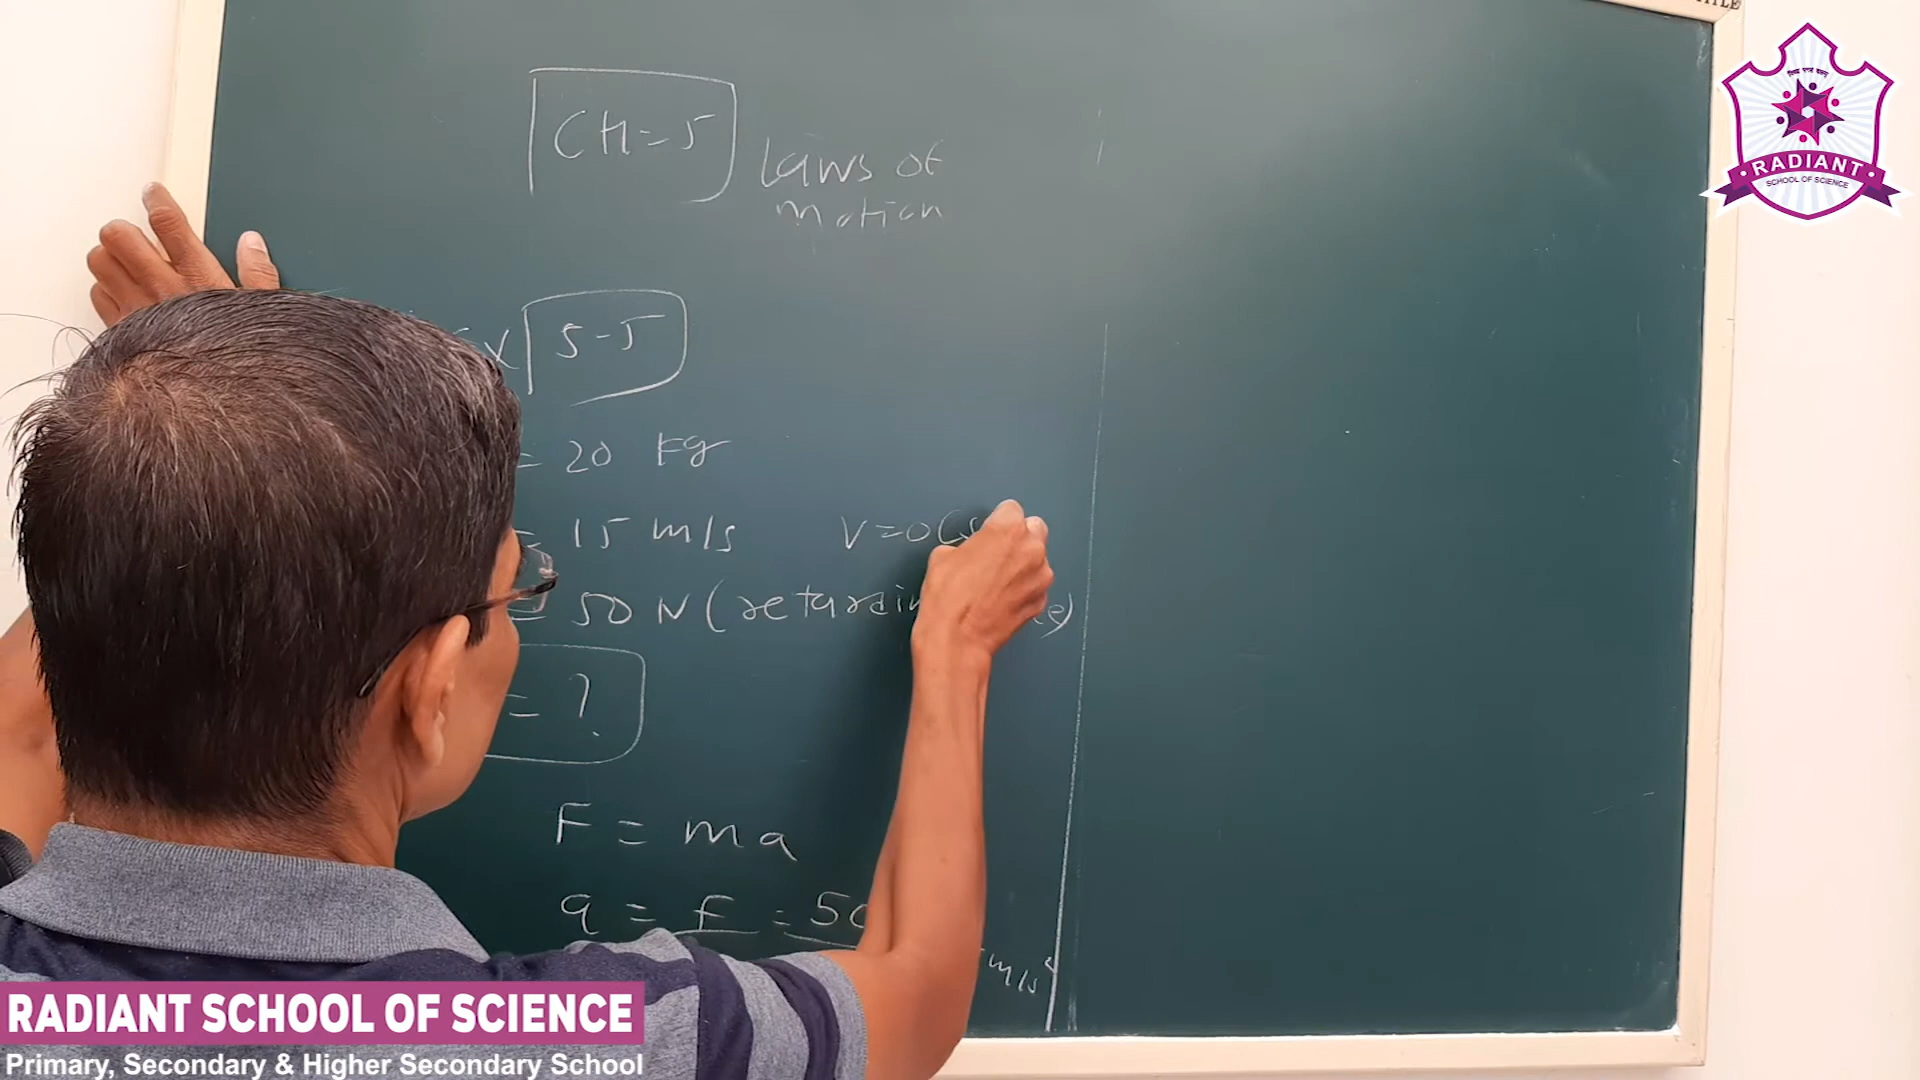 CH=5
Laws of
motion
x 5-5
= 20 kg
= 15 m/s v=0(
= 50 N (
= ?
F = ma
a = F =
m/s²
RADIANT
SCHOOL OF SCIENCE
RADIANT SCHOOL OF SCIENCE
Primary, Secondary & Higher Secondary School